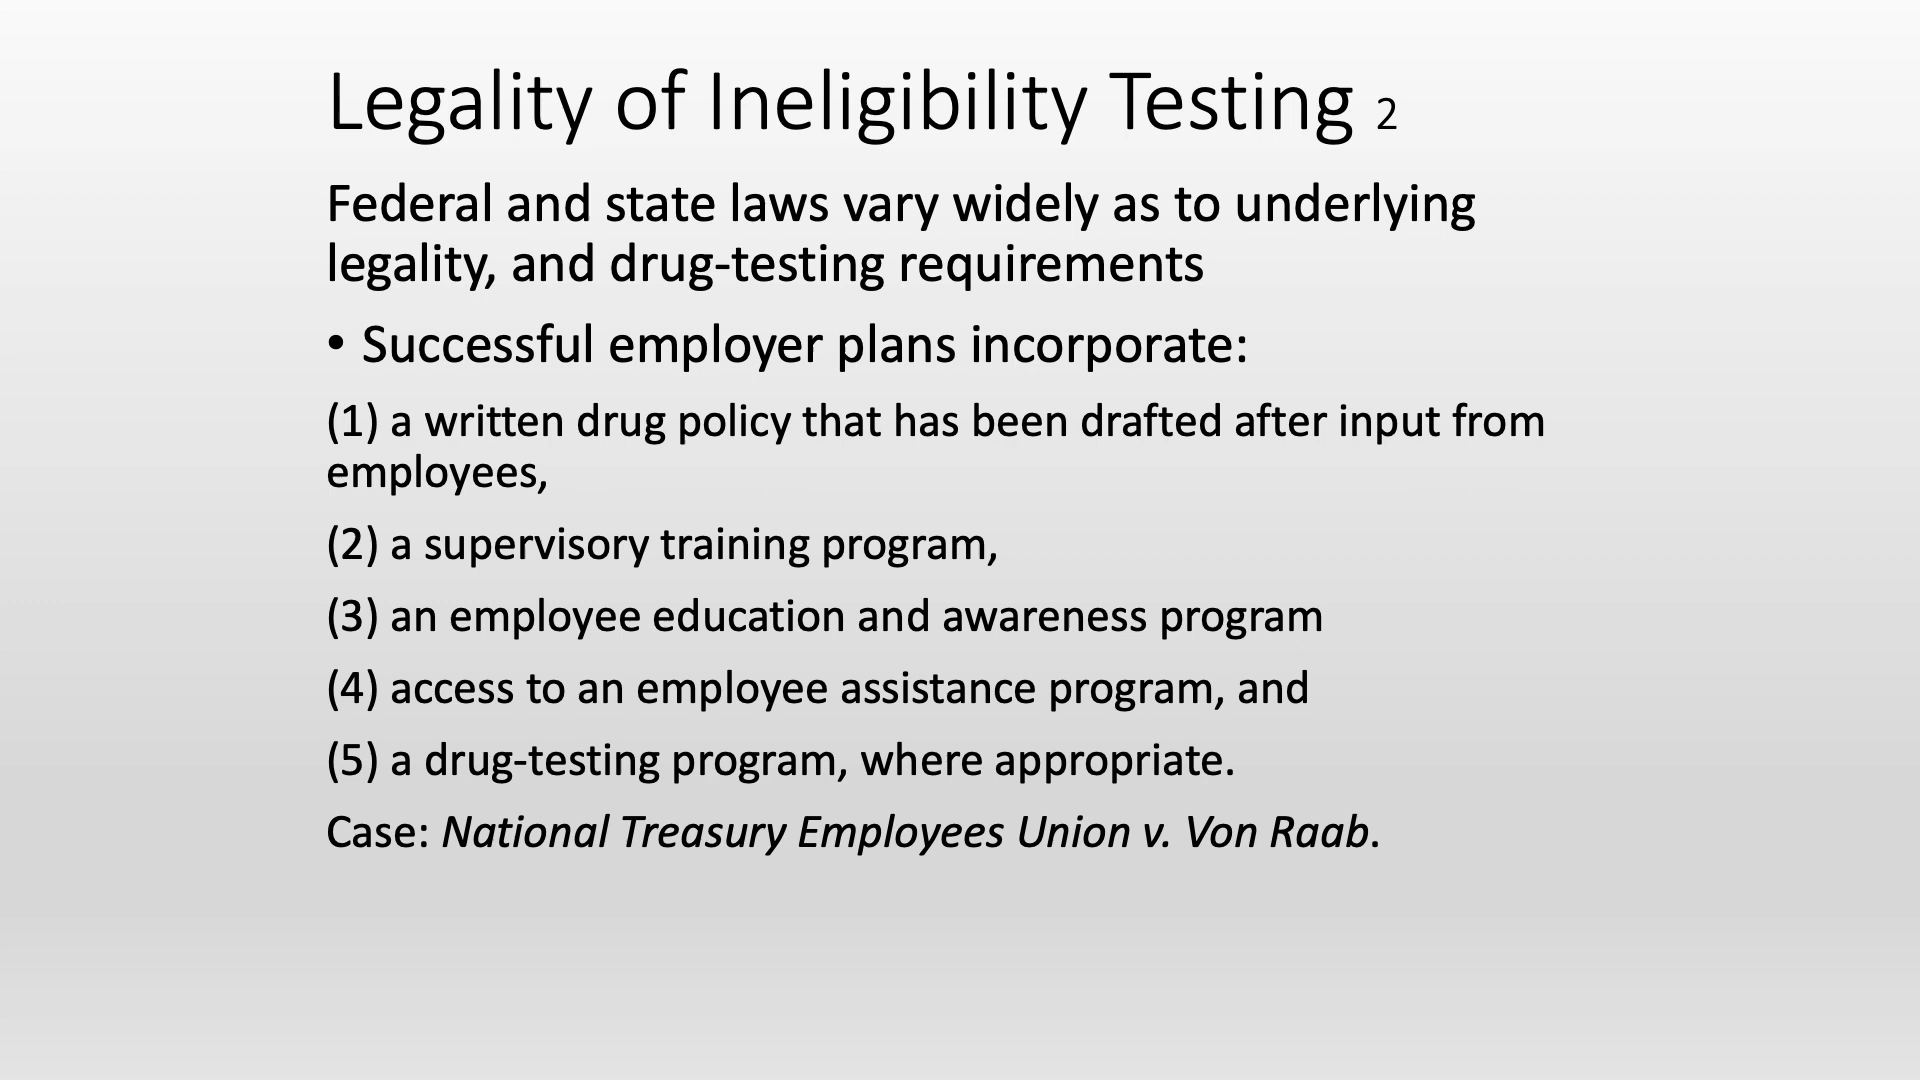 Legality of Ineligibility Testing 2
Federal and state laws vary widely as to underlying
legality, and drug-testing requirements
• Successful employer plans incorporate:
(1) a written drug policy that has been drafted after input from
employees,
(2) a supervisory training program,
(3) an employee education and awareness program
(4) access to an employee assistance program, and
(5) a drug-testing program, where appropriate.
Case: National Treasury Employees Union v. Von Raab.